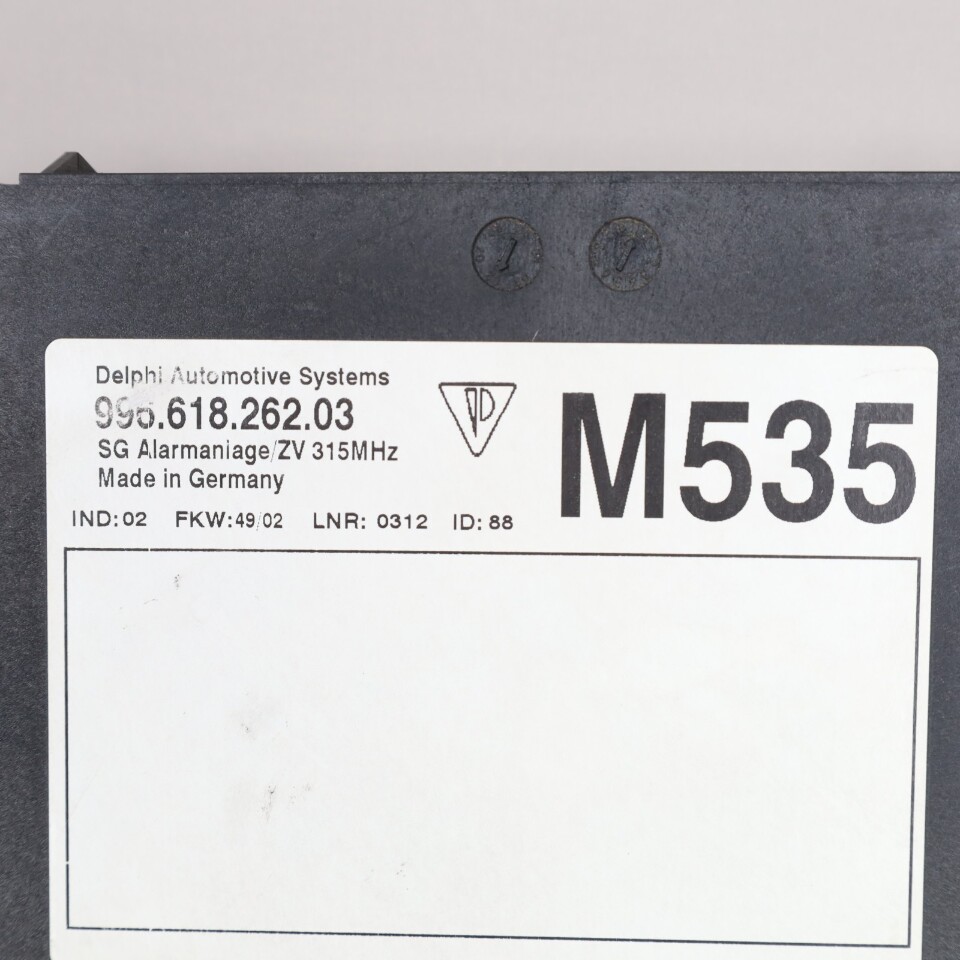 Delphi Automotive Systems
996.618.262.03
SG Alarmaniage/ZV 315MHz
Made in Germany
M535
IND:02 FKW:49/02 LNR: 0312 ID: 88